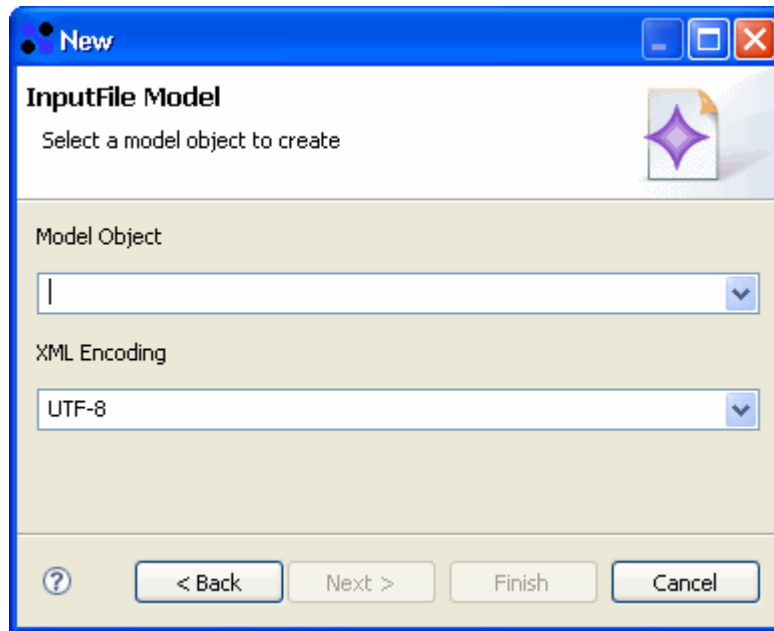 New
InputFile Model
Select a model object to create
Model Object
XML Encoding
UTF-8
?
< Back
Next >
Finish
Cancel